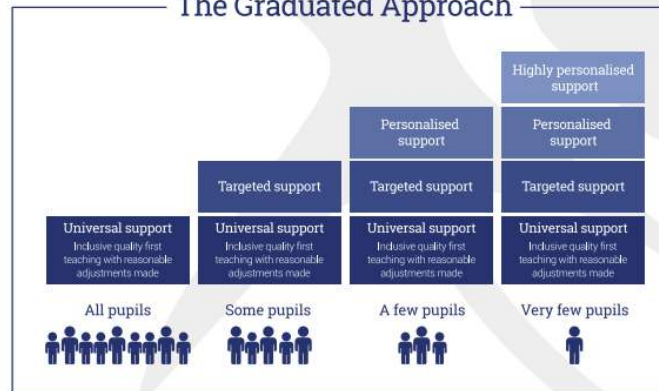 The Graduated Approach
Highly personalised
support
Personalised
support
Personalised
support
Targeted support
Targeted support
Targeted support
Universal support
Inclusive quality first
teaching with reasonable
adjustments made
Universal support
Inclusive quality first
teaching with reasonable
adjustments made
Universal support
Inclusive quality first
teaching with reasonable
adjustments made
Universal support
Inclusive quality first
teaching with reasonable
adjustments made
All pupils
Some pupils
A few pupils
Very few pupils